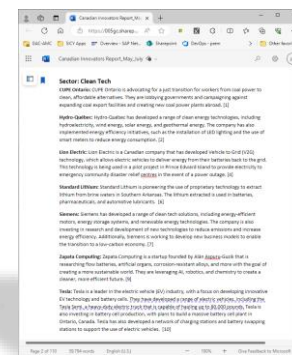 Canadian Innovators Report_May_
Canadian Innovators Report_May_July
Sector: Clean Tech
CUPE Ontario: CUPE Ontario is advocating for a just transition for workers from coal power to
clean, affordable alternatives. They are lobbying governments and campaigning against
expanding coal export facilities and creating new coal power plants abroad. [1]
Hydro-Quebec: Hydro-Quebec has developed a range of clean energy technologies, including
hydroelectricity, wind energy, solar energy, and geothermal energy. The company has also
implemented energy efficiency initiatives, such as the installation of LED lighting and the use of
smart meters to reduce energy consumption. [2]
Lion Electric: Lion Electric is a Canadian company that has developed Vehicle to Grid (V2G)
technology, which allows electric vehicles to deliver energy from their batteries back to the grid.
This technology is being used in a pilot project in Prince Edward Island to provide electricity to
emergency community disaster relief centres in the event of a power outage.
Standard Lithium: Standard Lithium is pioneering the use of proprietary technology to extract
lithium from brine waters in Southern Arkansas. The lithium extracted is used in batteries,
pharmaceuticals, and automotive lubricants.
Siemens: Siemens has developed a range of clean tech solutions, including energy-efficient
motors, energy storage systems, and renewable energy technologies. The company is also
investing in research and development of new technologies to reduce emissions and increase
energy efficiency. Additionally, Siemens is working to develop new business models to enable
the transition to a low-carbon economy. [7]
Zapata Computing: Zapata Computing is a startup founded by Alán that is
researching flow batteries, artificial organs, corrosion-resistant alloys, and more with the goal of
creating a more sustainable world. They are leveraging AI, robotics, and chemistry to create a
cleaner, more efficient future.
Tesla: Tesla is a leader in the electric vehicle (EV) industry, with a focus on developing innovative
EV technology and battery cells. They have developed a range of electric vehicles, including the
Tesla Semi, a heavy duty electric truck that is capable of hauling up to 80,000 pounds. Tesla is
also investing in battery cell production, with plans to build a massive battery cell plant in
Ontario, Canada. Tesla has also developed a network of charging stations and battery swapping
stations to support the use of electric vehicles. [10]
100%
Give Feedback to Microsoft